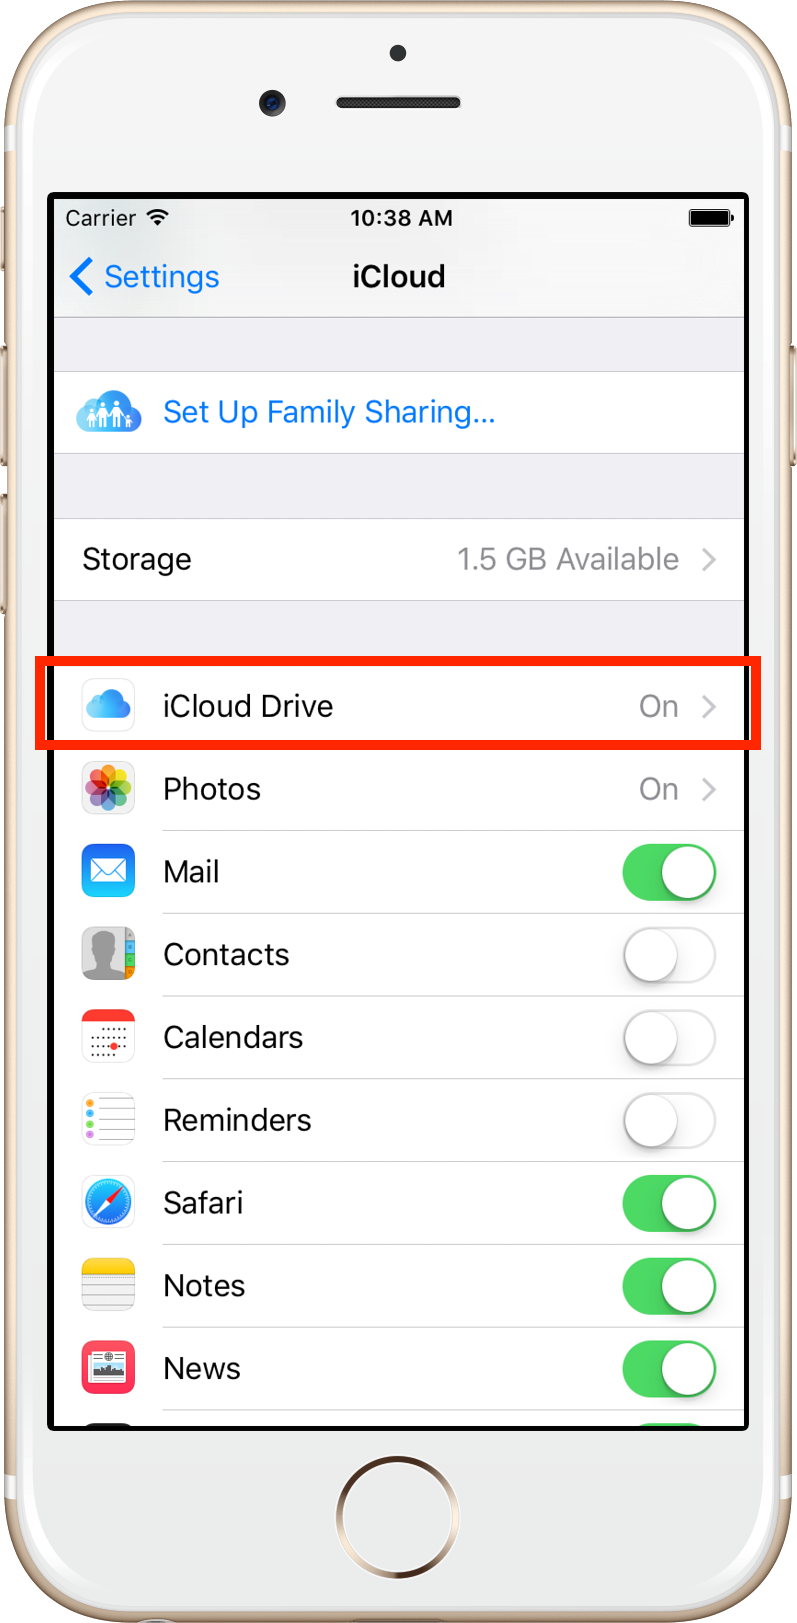 Carrier 10:38 AM
Settings iCloud
Set Up Family Sharing...
Storage 1.5 GB Available
iCloud Drive On
Photos On
Mail
Contacts
Calendars
Reminders
Safari
Notes
News